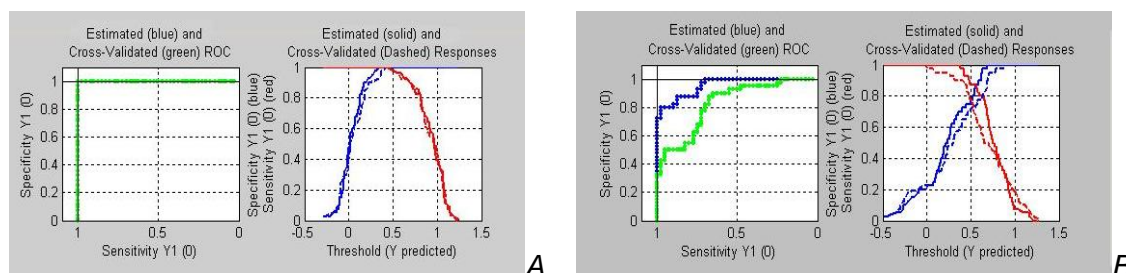 Estimated (blue) and
Cross-Validated (green) ROC
Specificity Y1 (0)
1
0.8
0.6
0.4
0.2
0
1
0.5
0
Sensitivity Y1 (0)
Estimated (solid) and
Cross-Validated (Dashed) Responses
Specificity Y1 (0) (blue)
Sensitivity Y1 (0) (red)
1
0.8
0.6
0.4
0.2
0
-0.5
0
0.5
1
1.5
Threshold (Y predicted)
A
Estimated (blue) and
Cross-Validated (green) ROC
Specificity Y1 (0)
1
0.8
0.6
0.4
0.2
0
1
0.5
0
Sensitivity Y1 (0)
Estimated (solid) and
Cross-Validated (Dashed) Responses
Specificity Y1 (0) (blue)
Sensitivity Y1 (0) (red)
1
0.8
0.6
0.4
0.2
0
-0.5
0
0.5
1
1.5
Threshold (Y predicted)